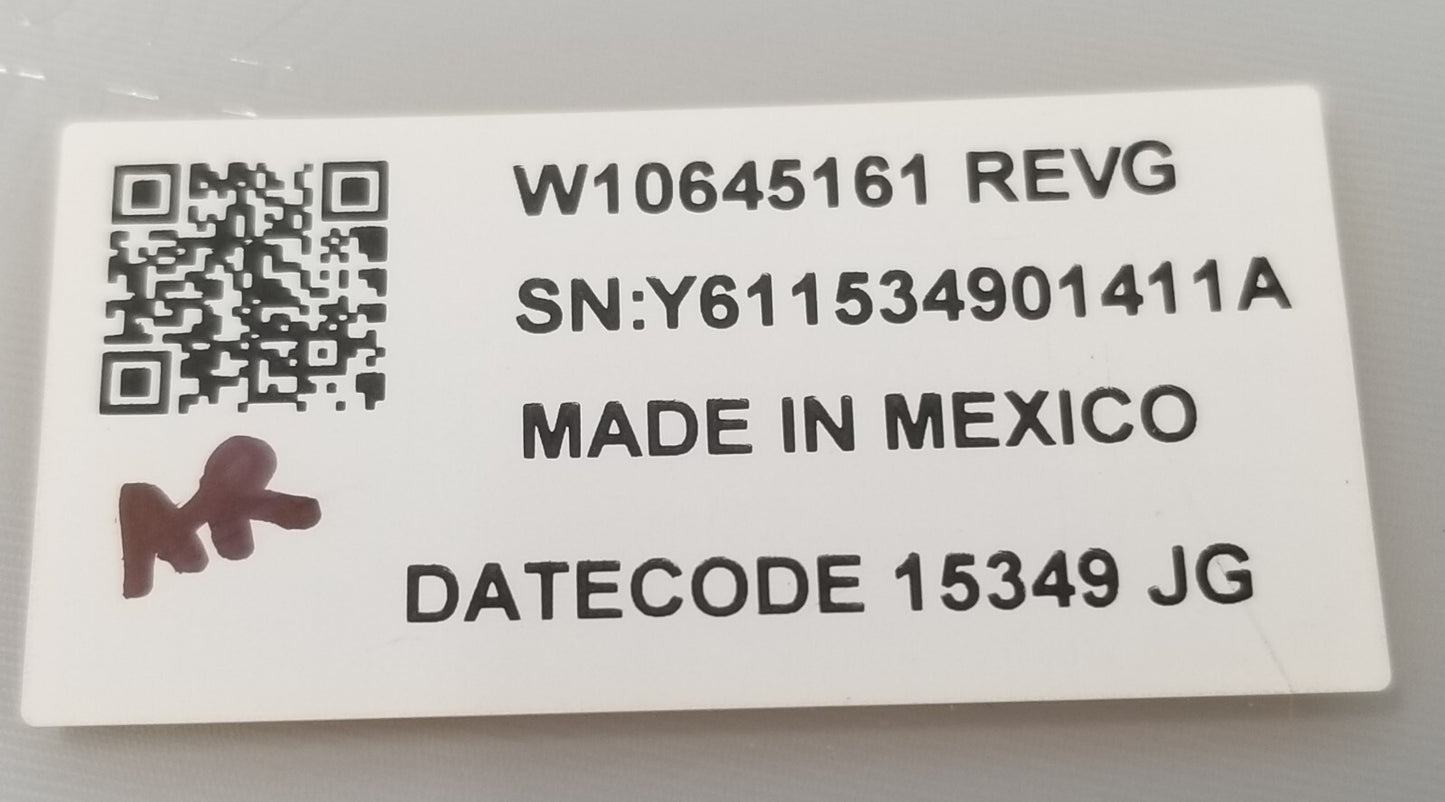 W10645161 REVG
SN:Y611534901411A
MADE IN MEXICO
DATECODE 15349 JG